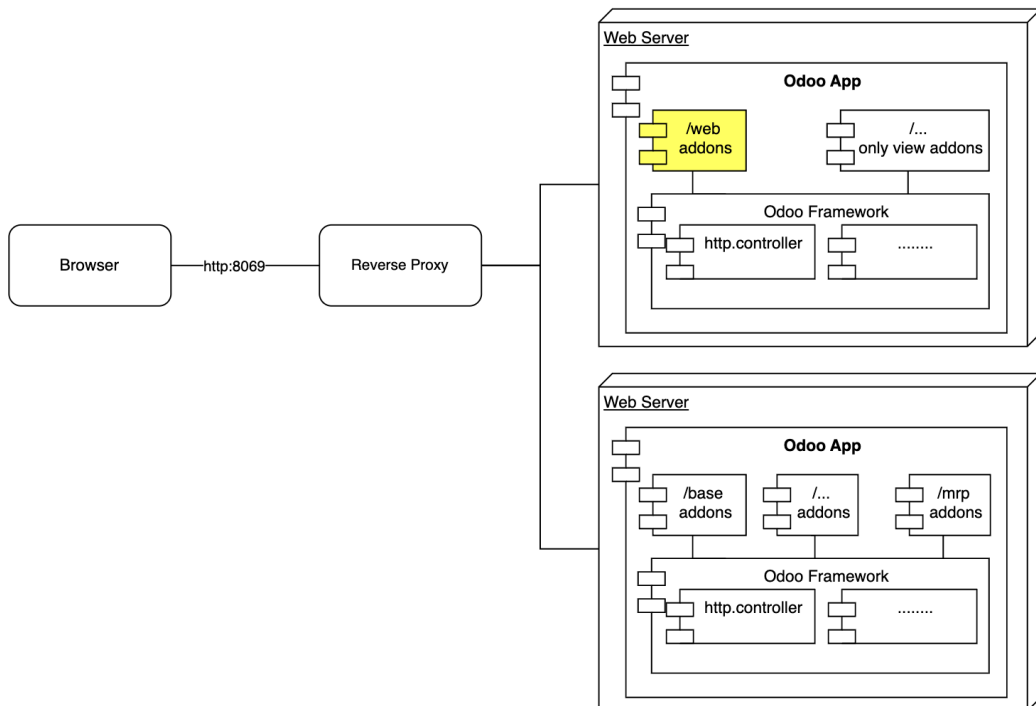 Web Server
Odoo App
/web
addons
/...
only view addons
Odoo Framework
http.controller
........
Browser
http:8069
Reverse Proxy
Web Server
Odoo App
/base
addons
/...
addons
/mrp
addons
Odoo Framework
http.controller
........